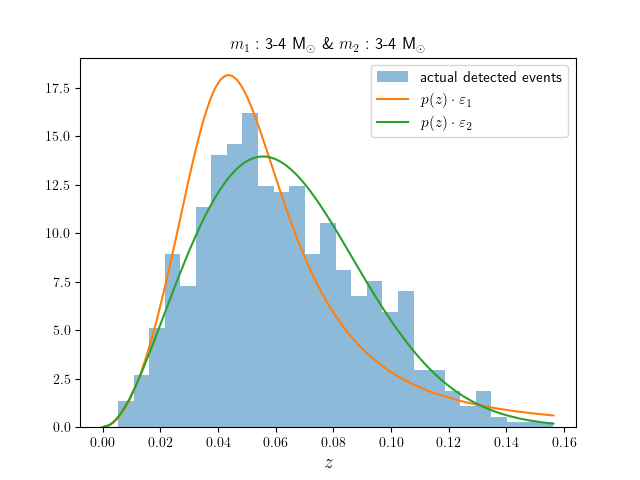 m₁ : 3-4 M⊙ & m₂ : 3-4 M⊙
17.5
15.0
12.5
10.0
7.5
5.0
2.5
0.0
actual detected events
p(z) · ε₁
p(z) · ε₂
0.00 0.02 0.04 0.06 0.08 0.10 0.12 0.14 0.16
z